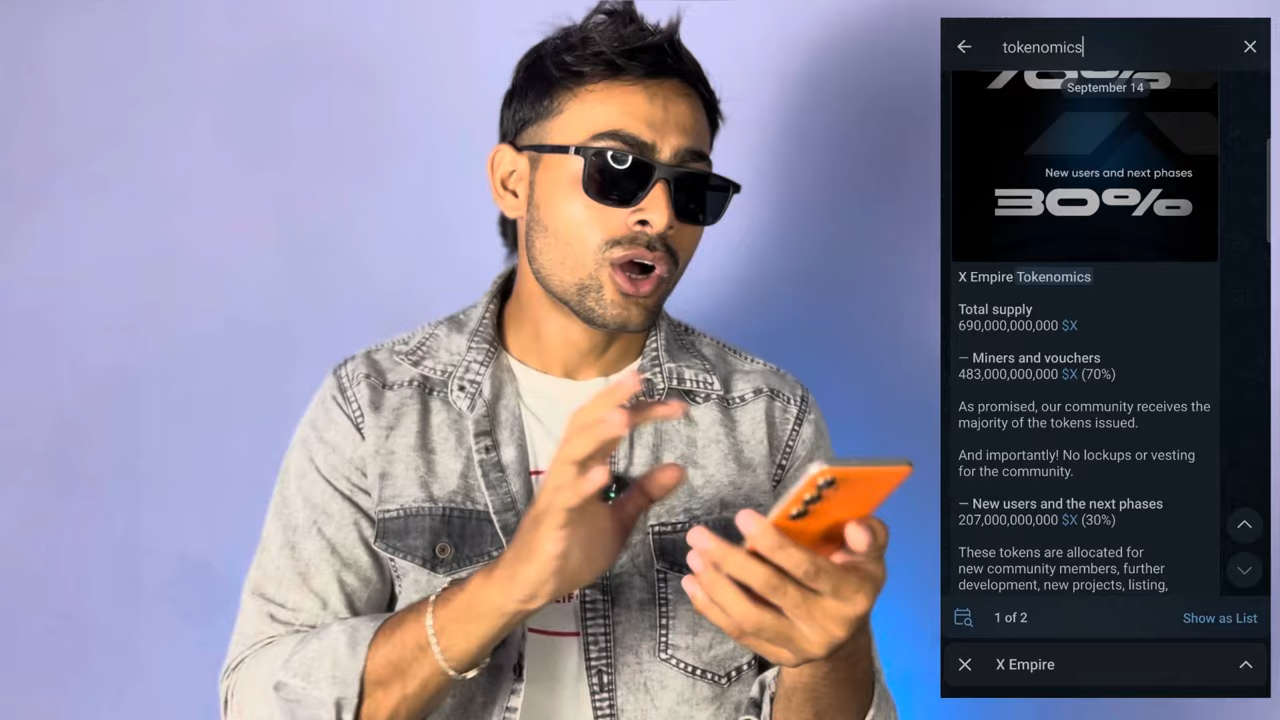 tokenomics
September 14
New users and next phases
30%
X Empire Tokenomics
Total supply
690,000,000,000 $X
— Miners and vouchers
483,000,000,000 $X (70%)
As promised, our community receives the
majority of the tokens issued.
And importantly! No lockups or vesting
for the community.
— New users and the next phases
207,000,000,000 $X (30%)
These tokens are allocated for
new community members, further
development, new projects, listing,
1 of 2
Show as List
X Empire